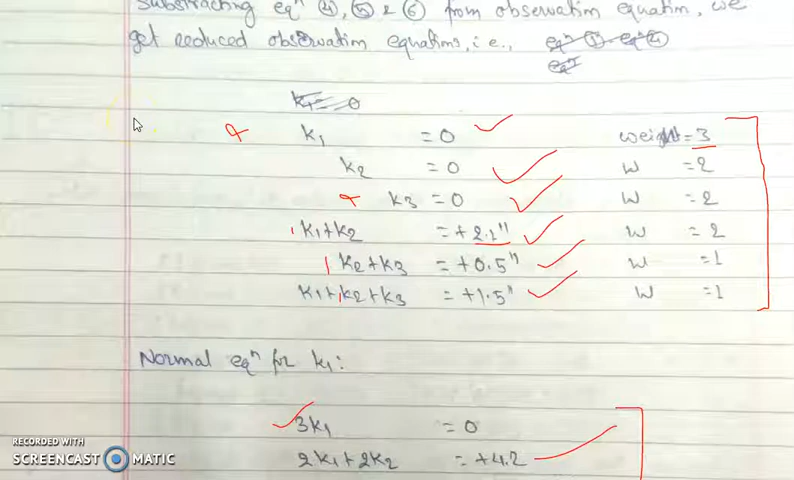 Substracting eqⁿ ④, ⑤ & ⑥ from observation equation, we
get reduced observation equations, i.e.,
k₁ = 0 weight = 3
k₂ = 0 W = 2
k3 = 0 W = 2
k₁+k₂ = +2.1" W = 2
k₂+k₃ = +0.5" W = 1
k₁+k₂+k₃ = +1.5" W = 1
Normal eqⁿ for k₁:
3k₁ = 0
2k₁+2k₂ = +4.2
RECORDED WITH
SCREENCAST MATIC